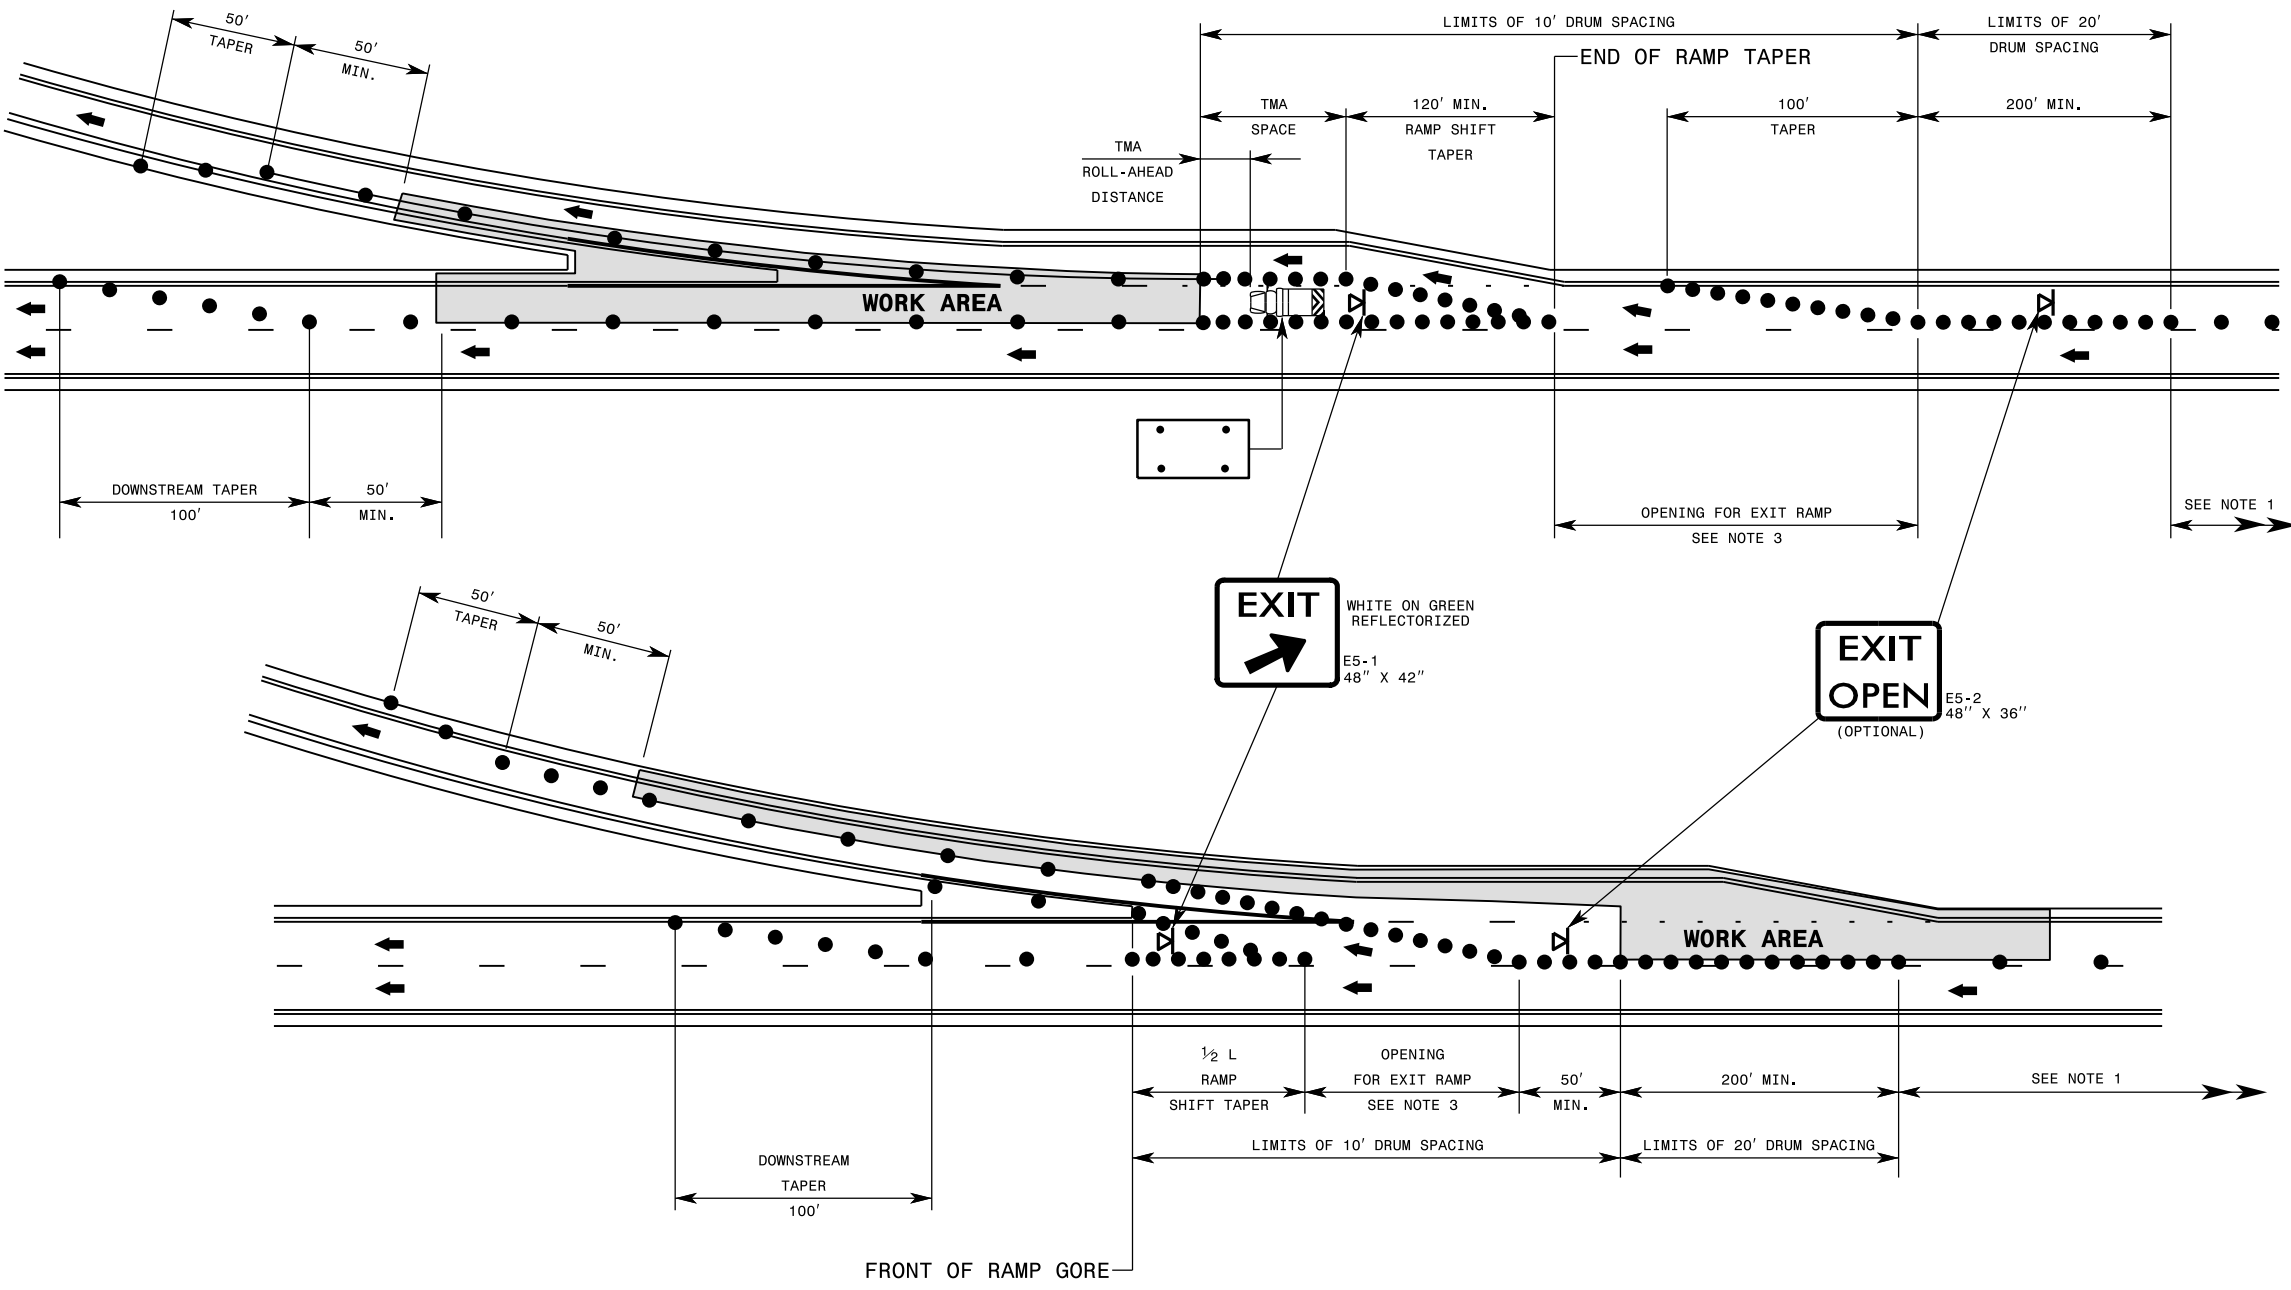 50' 
TAPER
50'
MIN.
LIMITS OF 10' DRUM SPACING
LIMITS OF 20'
DRUM SPACING
END OF RAMP TAPER
TMA
SPACE
120' MIN.
RAMP SHIFT
TAPER
100'
TAPER
200' MIN.
TMA
ROLL-AHEAD
DISTANCE
WORK AREA
DOWNSTREAM TAPER
100'
50'
MIN.
OPENING FOR EXIT RAMP
SEE NOTE 3
SEE NOTE 1
50'
TAPER
50'
MIN.
EXIT
WHITE ON GREEN
REFLECTORIZED
E5-1
48" X 42"
EXIT
OPEN
E5-2
48" X 36"
(OPTIONAL)
WORK AREA
½ L
RAMP
SHIFT TAPER
OPENING
FOR EXIT RAMP
SEE NOTE 3
50'
MIN.
200' MIN.
SEE NOTE 1
LIMITS OF 10' DRUM SPACING
LIMITS OF 20' DRUM SPACING
DOWNSTREAM
TAPER
100'
FRONT OF RAMP GORE